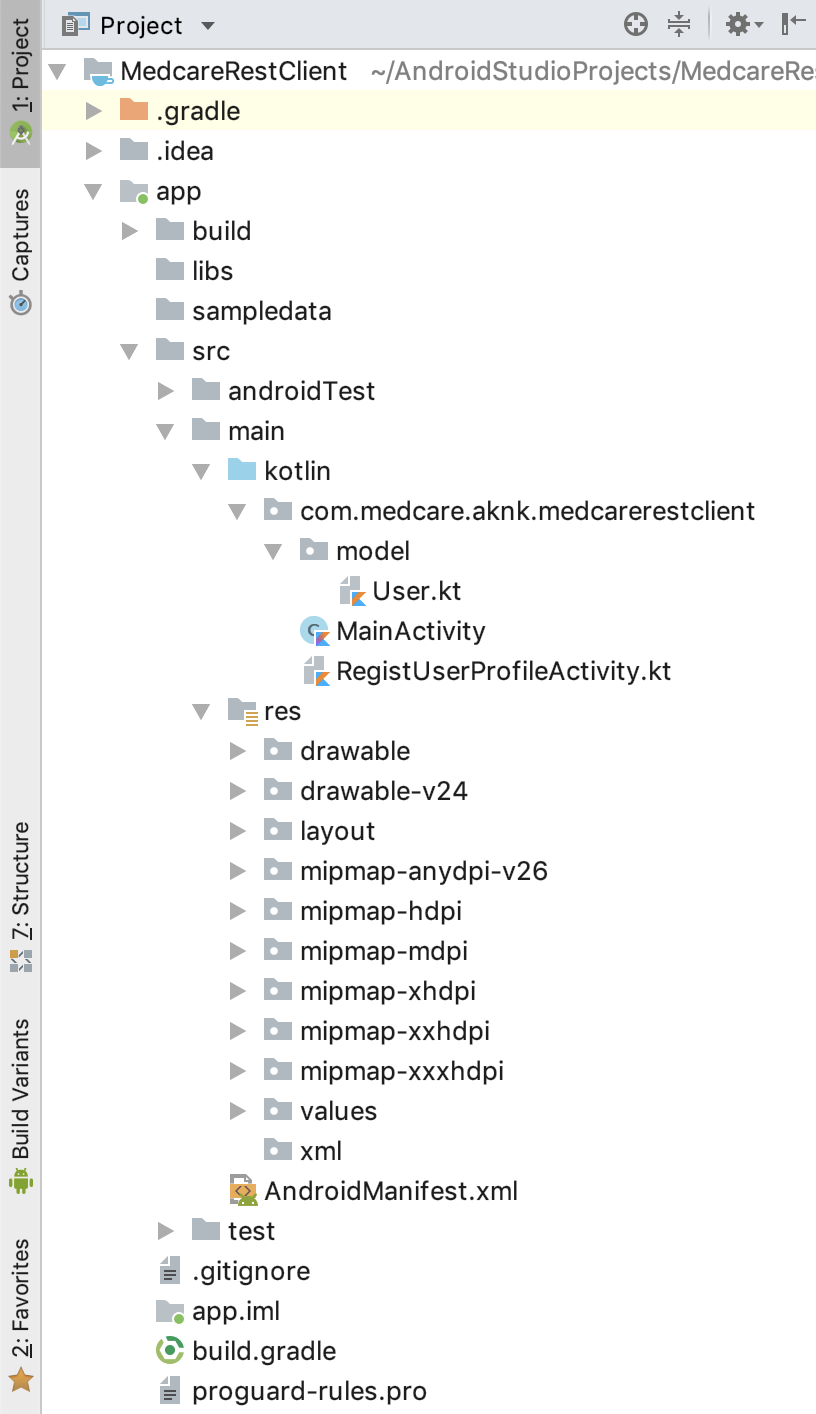 Project
MedcareRestClient ~/AndroidStudioProjects/MedcareRes
.gradle
.idea
app
build
libs
sampledata
src
androidTest
main
kotlin
com.medcare.aknk.medcarerestclient
model
User.kt
MainActivity
RegistUserProfileActivity.kt
res
drawable
drawable-v24
layout
mipmap-anydpi-v26
mipmap-hdpi
mipmap-mdpi
mipmap-xhdpi
mipmap-xxhdpi
mipmap-xxxhdpi
values
xml
AndroidManifest.xml
test
.gitignore
app.iml
build.gradle
proguard-rules.pro
1: Project
Captures
7: Structure
Build Variants
2: Favorites